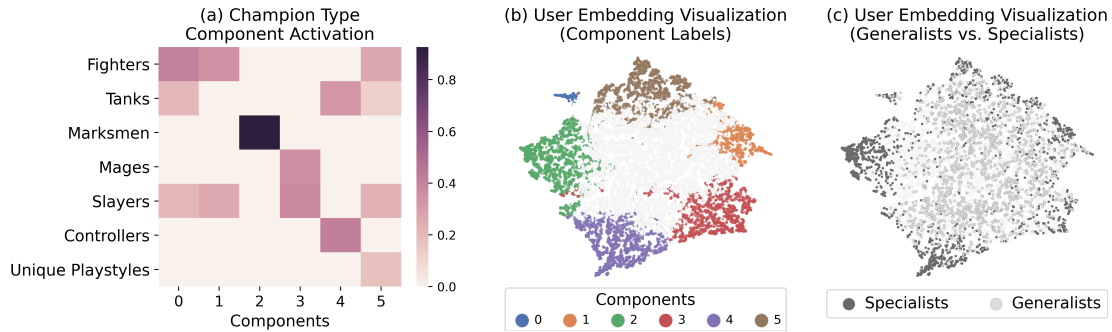 (a) Champion Type
Component Activation
Fighters
Tanks
Marksmen
Mages
Slayers
Controllers
Unique Playstyles
0 1 2 3 4 5
Components
0.8
0.6
0.4
0.2
0.0
(b) User Embedding Visualization
(Component Labels)
Components
0 1 2 3 4 5
(c) User Embedding Visualization
(Generalists vs. Specialists)
Specialists Generalists